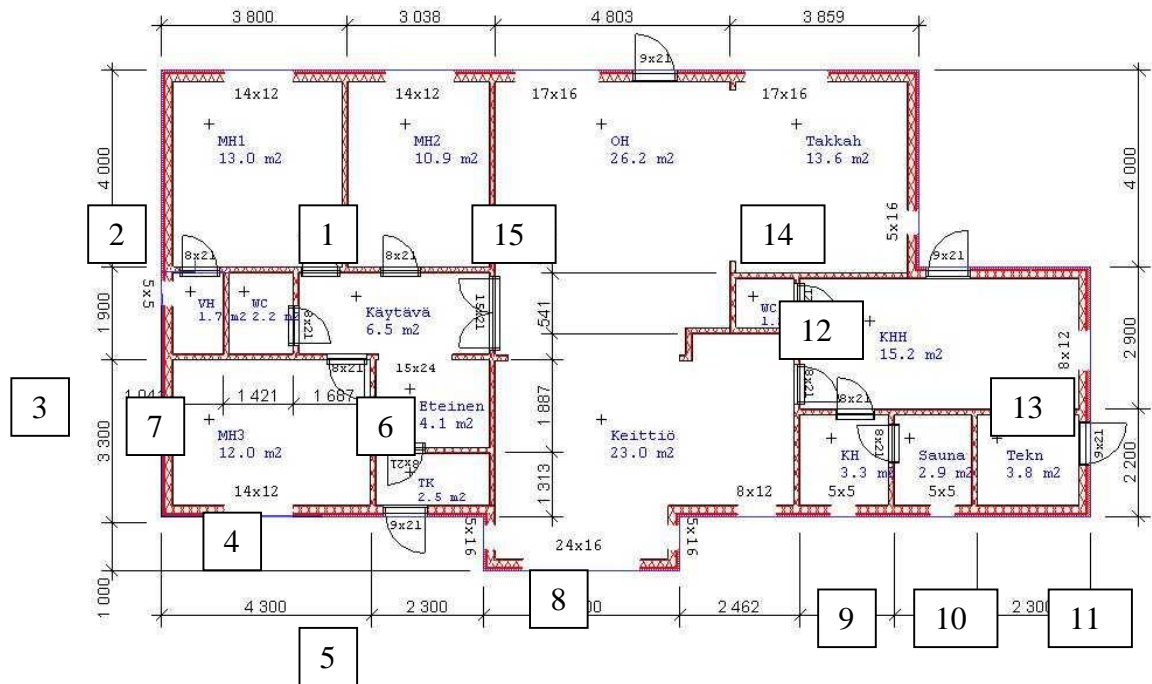 3 800
3 038
4 803
3 859
9x21
14x12
14x12
17x16
17x16
MH1
13.0 m2
MH2
10.9 m2
OH
26.2 m2
Takkah
13.6 m2
4 000
4 000
5x16
2
1
15
14
8x21
8x21
9x21
5x5
1 900
VH
1.7 m2
WC
2.2 m2
8x21
Käytävä
6.5 m2
15x21
541
WC
12
KHH
15.2 m2
8x12
2 900
8x21
15x24
3
7
1 421
1 687
6
Eteinen
4.1 m2
1 887
8x21
8x21
13
MH3
12.0 m2
Keittiö
23.0 m2
KH
3.3 m2
8x21
Sauna
2.9 m2
Tekn
3.8 m2
9x21
2 200
3 300
8x21
TK
2.5 m2
1 313
14x12
8x12
5x5
5x5
4
9x21
5x16
24x16
5x16
1 000
4 300
2 300
8
2 462
9
10
2 300
11
5